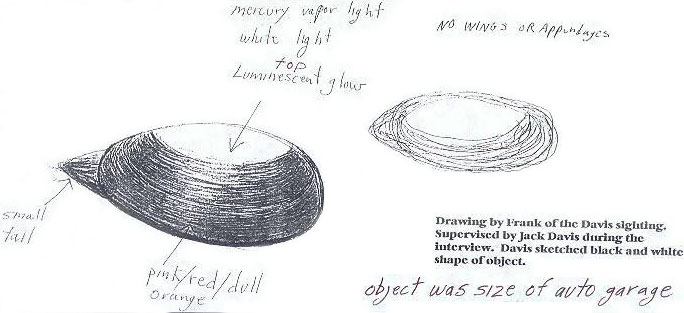 mercury vapor light
white light
top
Luminescent glow
NO WINGS OR Appendages
small
tail
pink/red/dull
orange
Drawing by Frank of the Davis sighting.
Supervised by Jack Davis during the
interview. Davis sketched black and white
shape of object.
object was size of auto garage